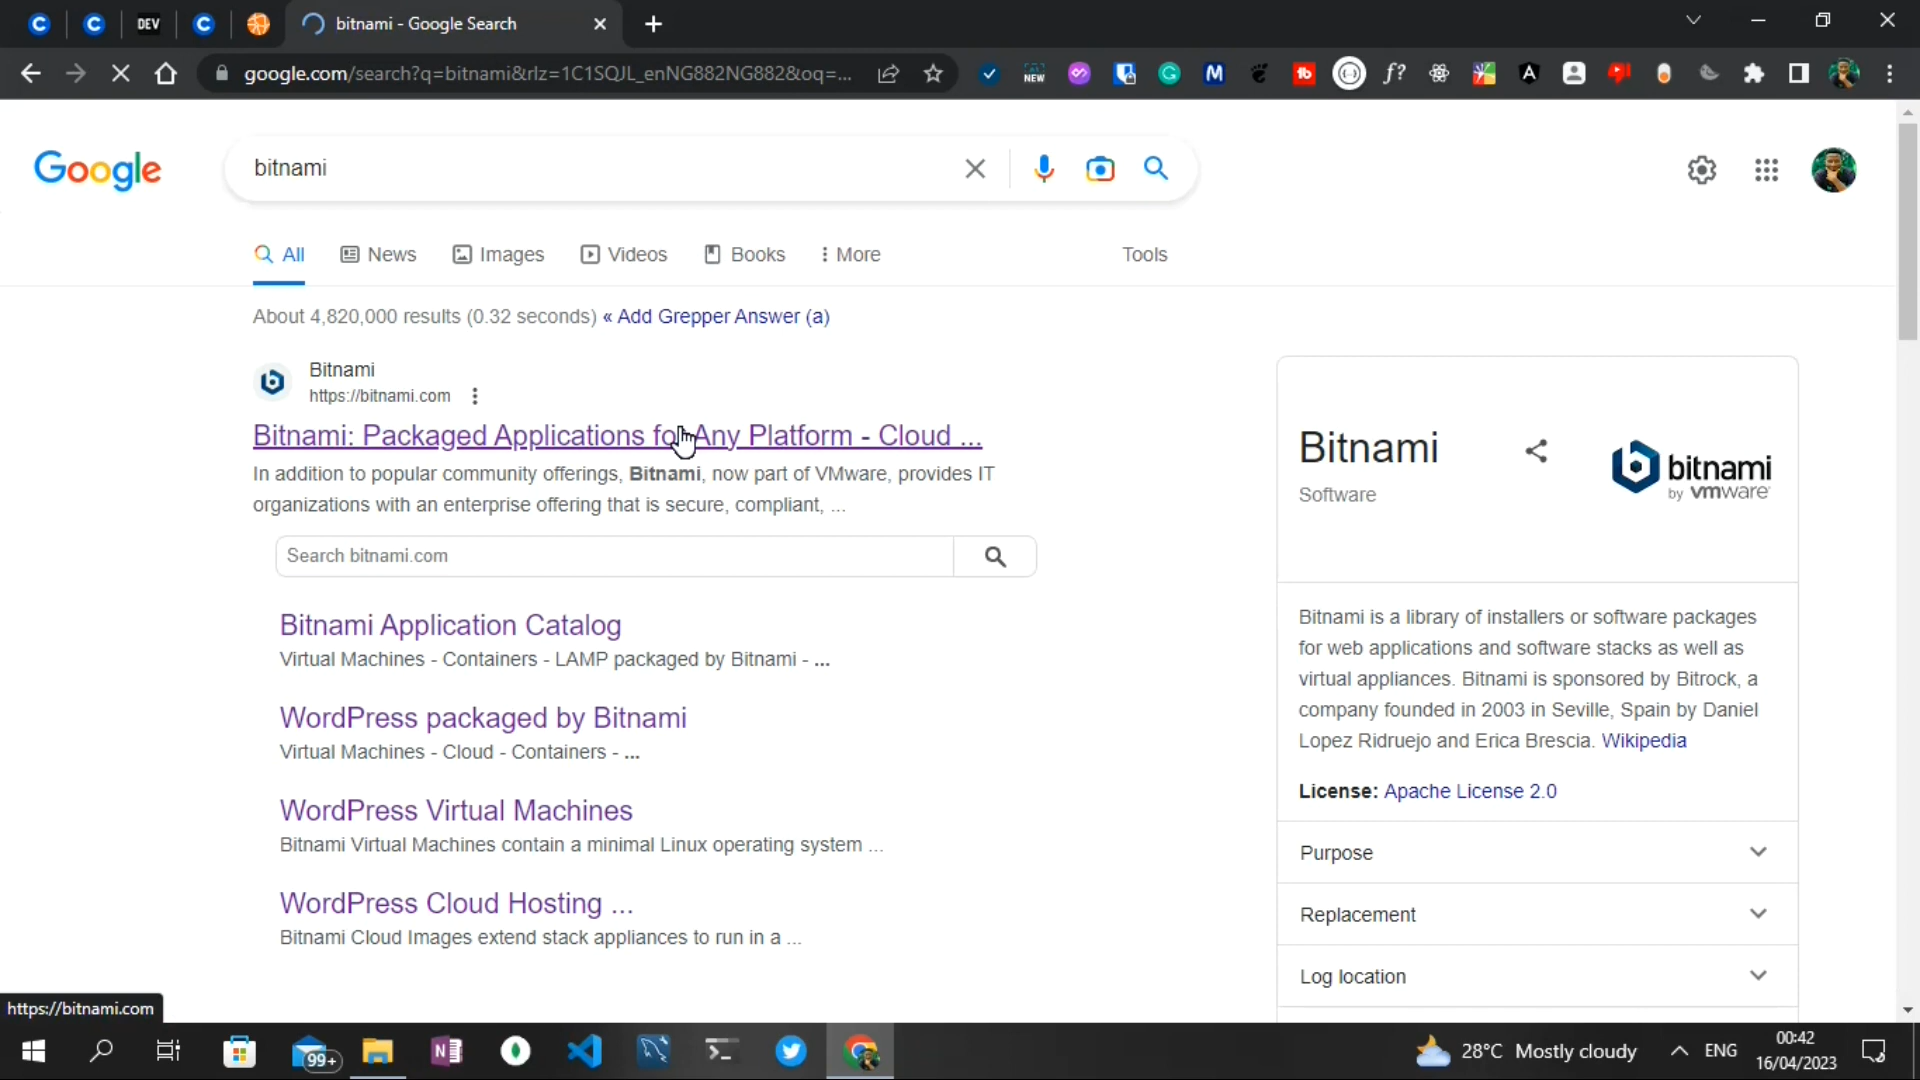 DEV
bitnami - Google Search
google.com/search?q=bitnami&rlz=1C1SQJL_enNG882NG882&oq=...
NEW
M
f?
A
Google
bitnami
All
News
Images
Videos
Books
More
Tools
About 4,820,000 results (0.32 seconds) « Add Grepper Answer (a)
Bitnami
https://bitnami.com
Bitnami: Packaged Applications for Any Platform - Cloud ...
In addition to popular community offerings, Bitnami, now part of VMware, provides IT
organizations with an enterprise offering that is secure, compliant, ...
Search bitnami.com
Bitnami Application Catalog
Virtual Machines - Containers - LAMP packaged by Bitnami - ...
WordPress packaged by Bitnami
Virtual Machines - Cloud - Containers - ...
WordPress Virtual Machines
Bitnami Virtual Machines contain a minimal Linux operating system ...
WordPress Cloud Hosting ...
Bitnami Cloud Images extend stack appliances to run in a ...
Bitnami
Software
bitnami
by vmware
Bitnami is a library of installers or software packages
for web applications and software stacks as well as
virtual appliances. Bitnami is sponsored by Bitrock, a
company founded in 2003 in Seville, Spain by Daniel
Lopez Ridruejo and Erica Brescia. Wikipedia
License: Apache License 2.0
Purpose
Replacement
Log location
https://bitnami.com
99+
28°C Mostly cloudy
ENG
00:42
16/04/2023